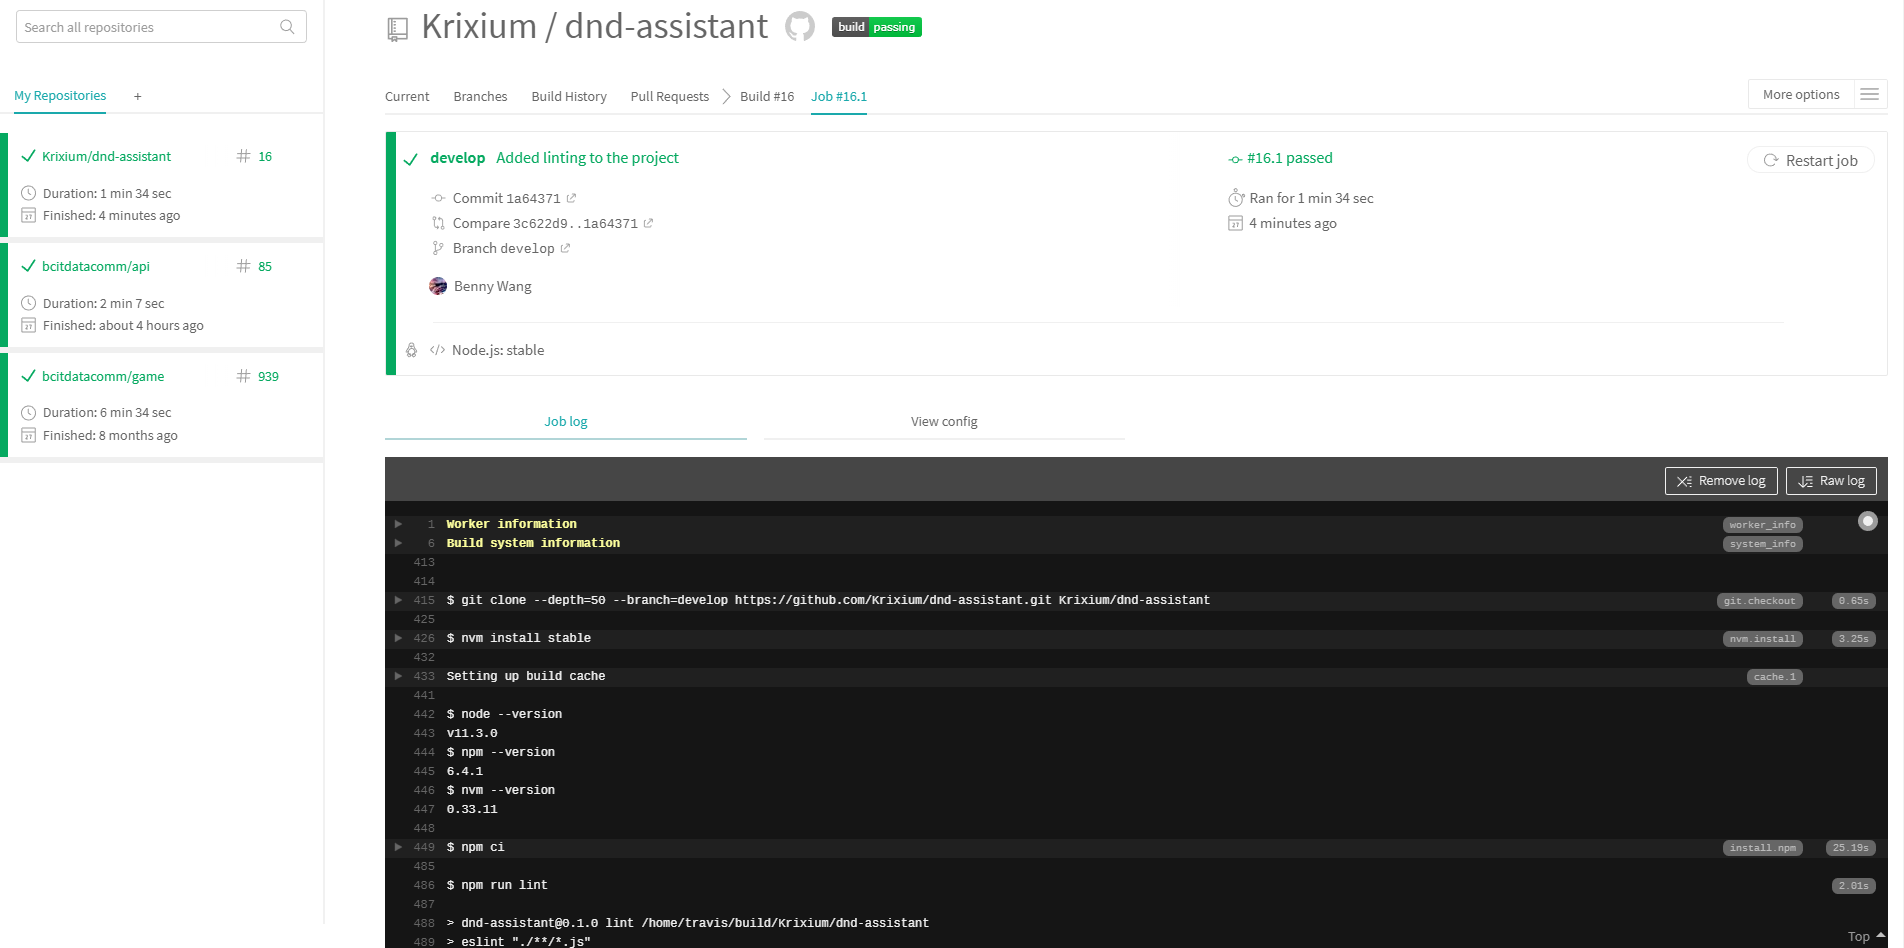 Search all repositories
My Repositories +
Krixium/dnd-assistant # 16
Duration: 1 min 34 sec
27 Finished: 4 minutes ago
bcitdatacomm/api # 85
Duration: 2 min 7 sec
27 Finished: about 4 hours ago
bcitdatacomm/game # 939
Duration: 6 min 34 sec
27 Finished: 8 months ago
Krixium / dnd-assistant build passing
Current Branches Build History Pull Requests Build #16 Job #16.1
More options
develop Added linting to the project
#16.1 passed
Restart job
Commit 1a64371
Ran for 1 min 34 sec
Compare 3c622d9..1a64371
27 4 minutes ago
Branch develop
Benny Wang
</> Node.js: stable
Job log
View config
Remove log
Raw log
1 Worker information worker_info
6 Build system information system_info
413
414
415 $ git clone --depth=50 --branch=develop https://github.com/Krixium/dnd-assistant.git Krixium/dnd-assistant git.checkout 0.65s
425
426 $ nvm install stable nvm.install 3.25s
432
433 Setting up build cache cache.1
441
442 $ node --version
443 v11.3.0
444 $ npm --version
445 6.4.1
446 $ nvm --version
447 0.33.11
448
449 $ npm ci install.npm 25.19s
485
486 $ npm run lint 2.01s
487
488 > dnd-assistant@0.1.0 lint /home/travis/build/Krixium/dnd-assistant
489 > eslint "./**/*.js"
Top